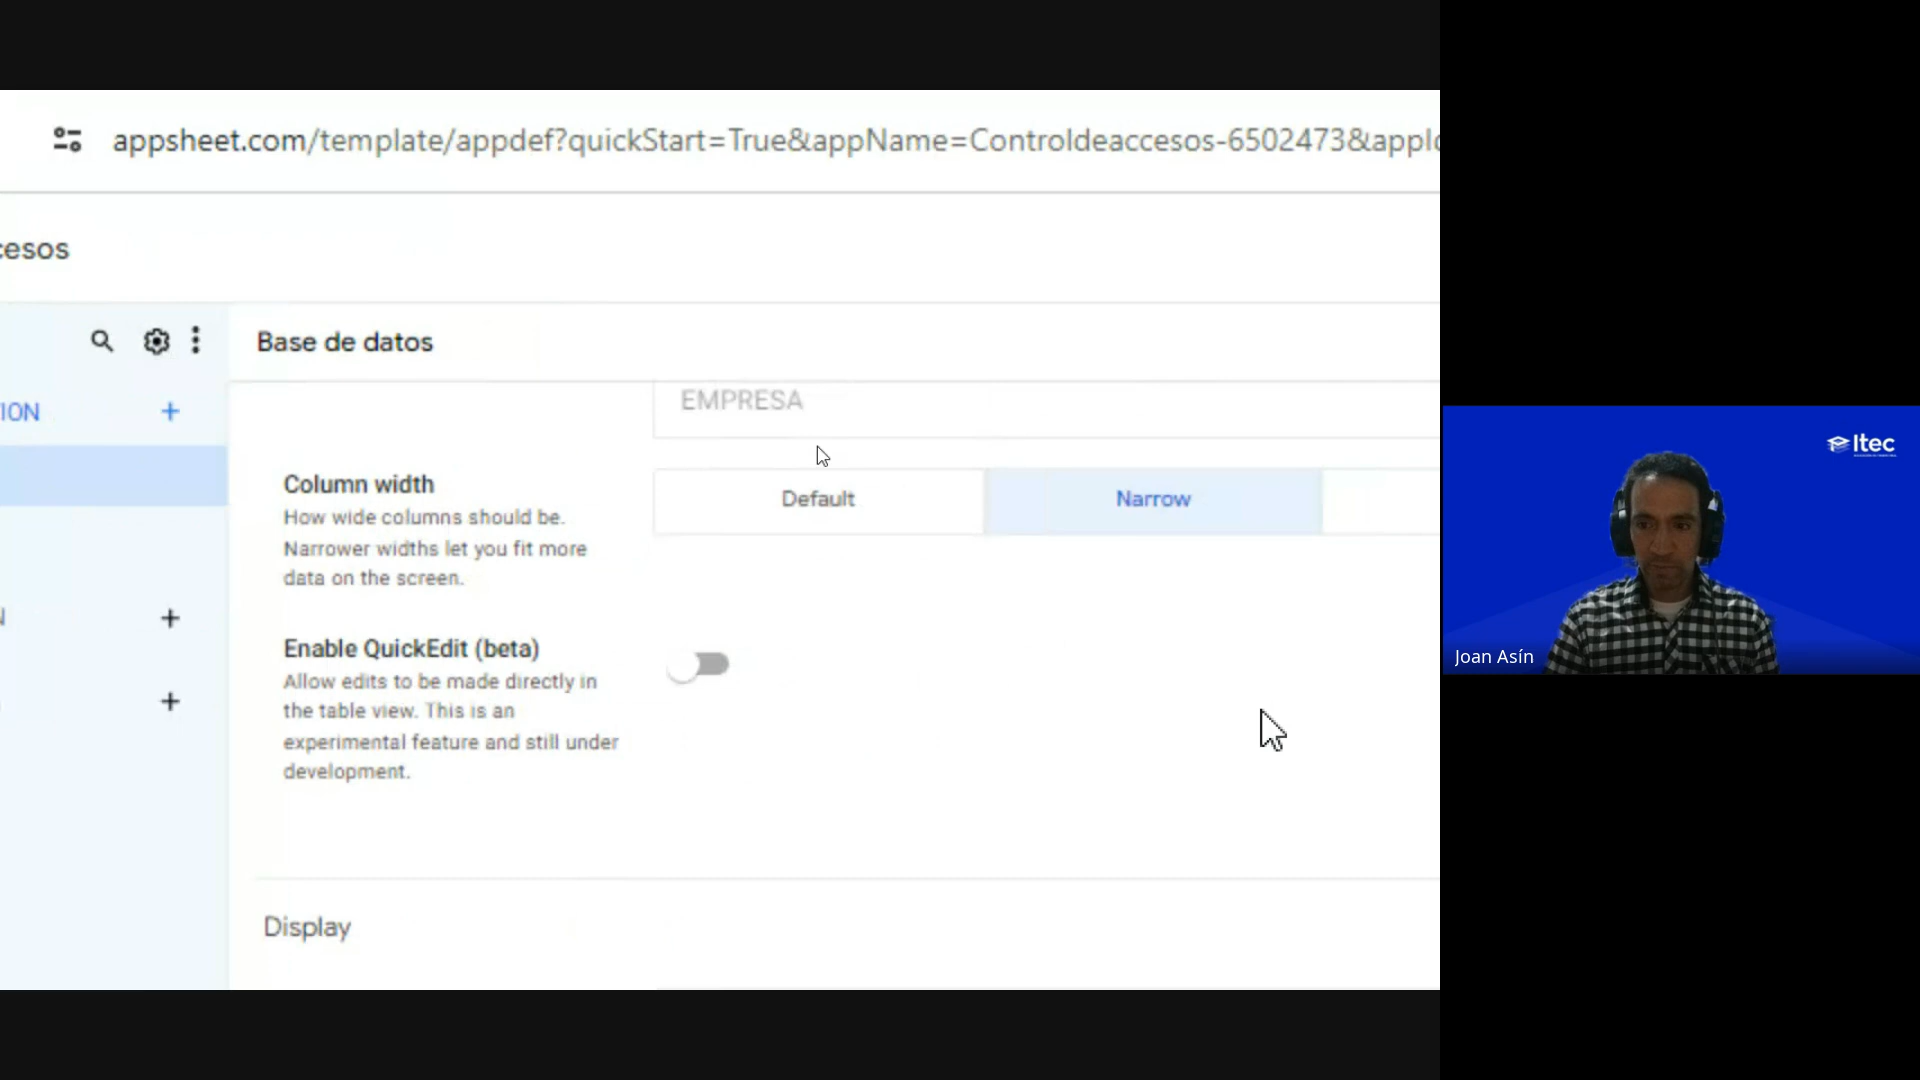 appsheet.com/template/appdef?quickStart=True&appName=Controldeaccesos-6502473&appId
cesos
Base de datos
ION +
EMPRESA
Column width
How wide columns should be.
Narrower widths let you fit more
data on the screen.
Default
Narrow
Enable QuickEdit (beta)
Allow edits to be made directly in
the table view. This is an
experimental feature and still under
development.
+
+
Display
Itec
Joan Asín